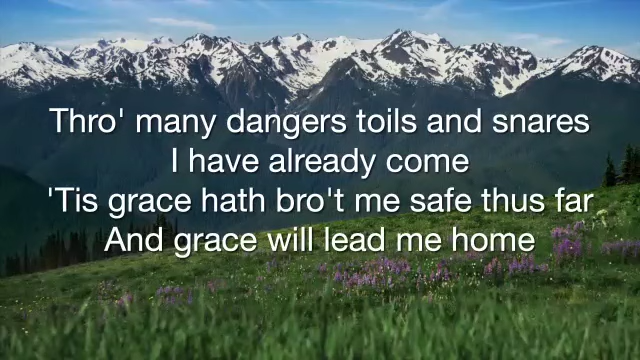 Thro' many dangers toils and snares
I have already come
'Tis grace hath bro't me safe thus far
And grace will lead me home